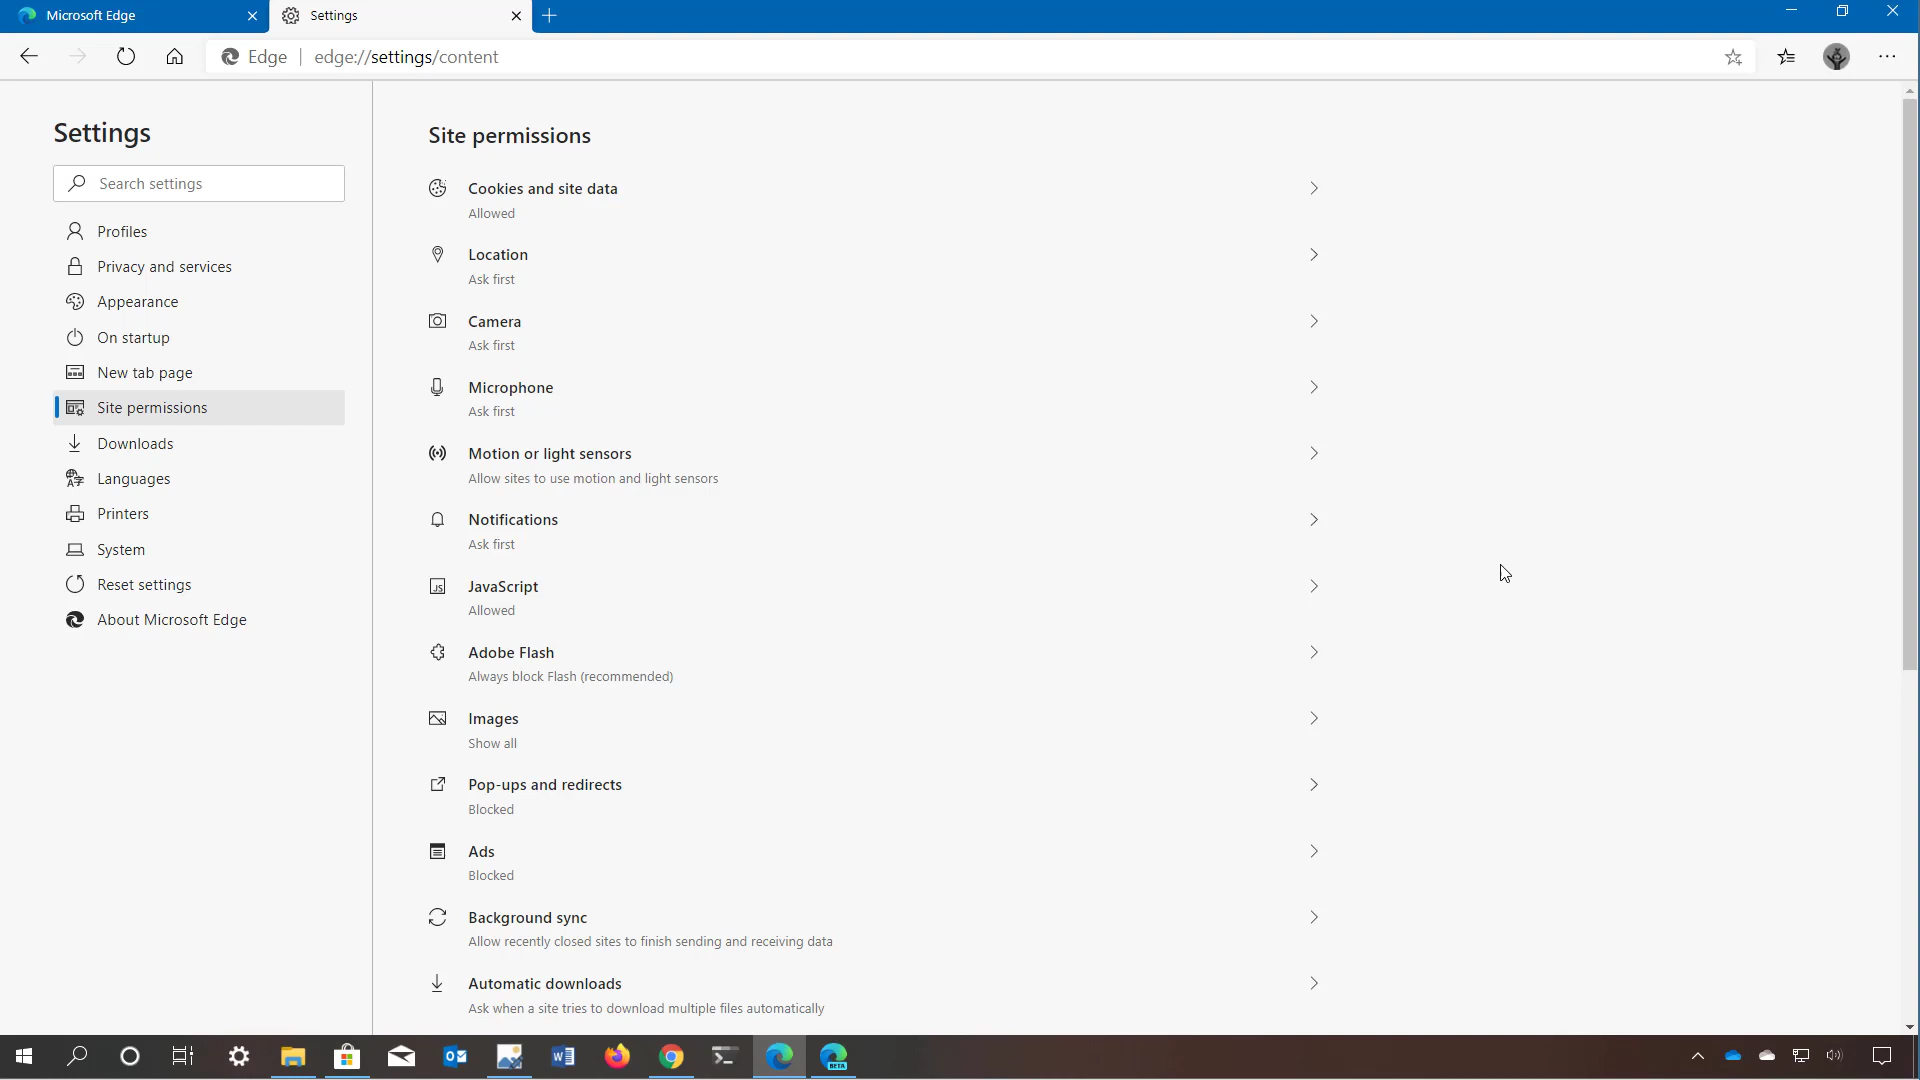 Microsoft Edge
Settings
Edge
edge://settings/content
Settings
Search settings
Profiles
Privacy and services
Appearance
On startup
New tab page
Site permissions
Downloads
Languages
Printers
System
Reset settings
About Microsoft Edge
Site permissions
Cookies and site data
Allowed
Location
Ask first
Camera
Ask first
Microphone
Ask first
Motion or light sensors
Allow sites to use motion and light sensors
Notifications
Ask first
JavaScript
Allowed
Adobe Flash
Always block Flash (recommended)
Images
Show all
Pop-ups and redirects
Blocked
Ads
Blocked
Background sync
Allow recently closed sites to finish sending and receiving data
Automatic downloads
Ask when a site tries to download multiple files automatically
BETA